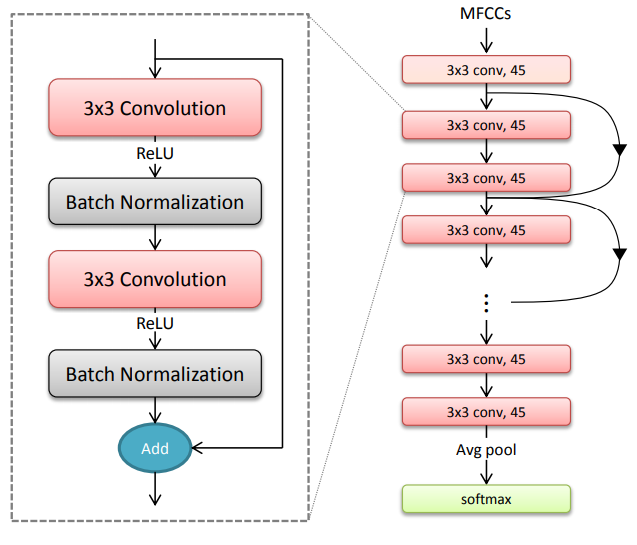 3x3 Convolution
ReLU
Batch Normalization
3x3 Convolution
ReLU
Batch Normalization
Add
MFCCs
3x3 conv, 45
3x3 conv, 45
3x3 conv, 45
3x3 conv, 45
⋮
3x3 conv, 45
3x3 conv, 45
Avg pool
softmax